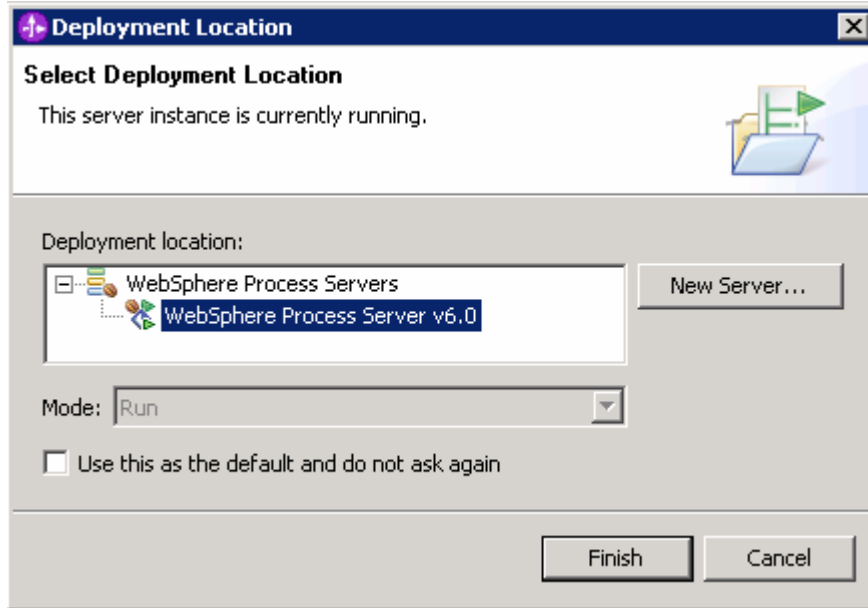 Deployment Location
Select Deployment Location
This server instance is currently running.
Deployment location:
WebSphere Process Servers
New Server...
WebSphere Process Server v6.0
Mode: Run
Use this as the default and do not ask again
Finish Cancel